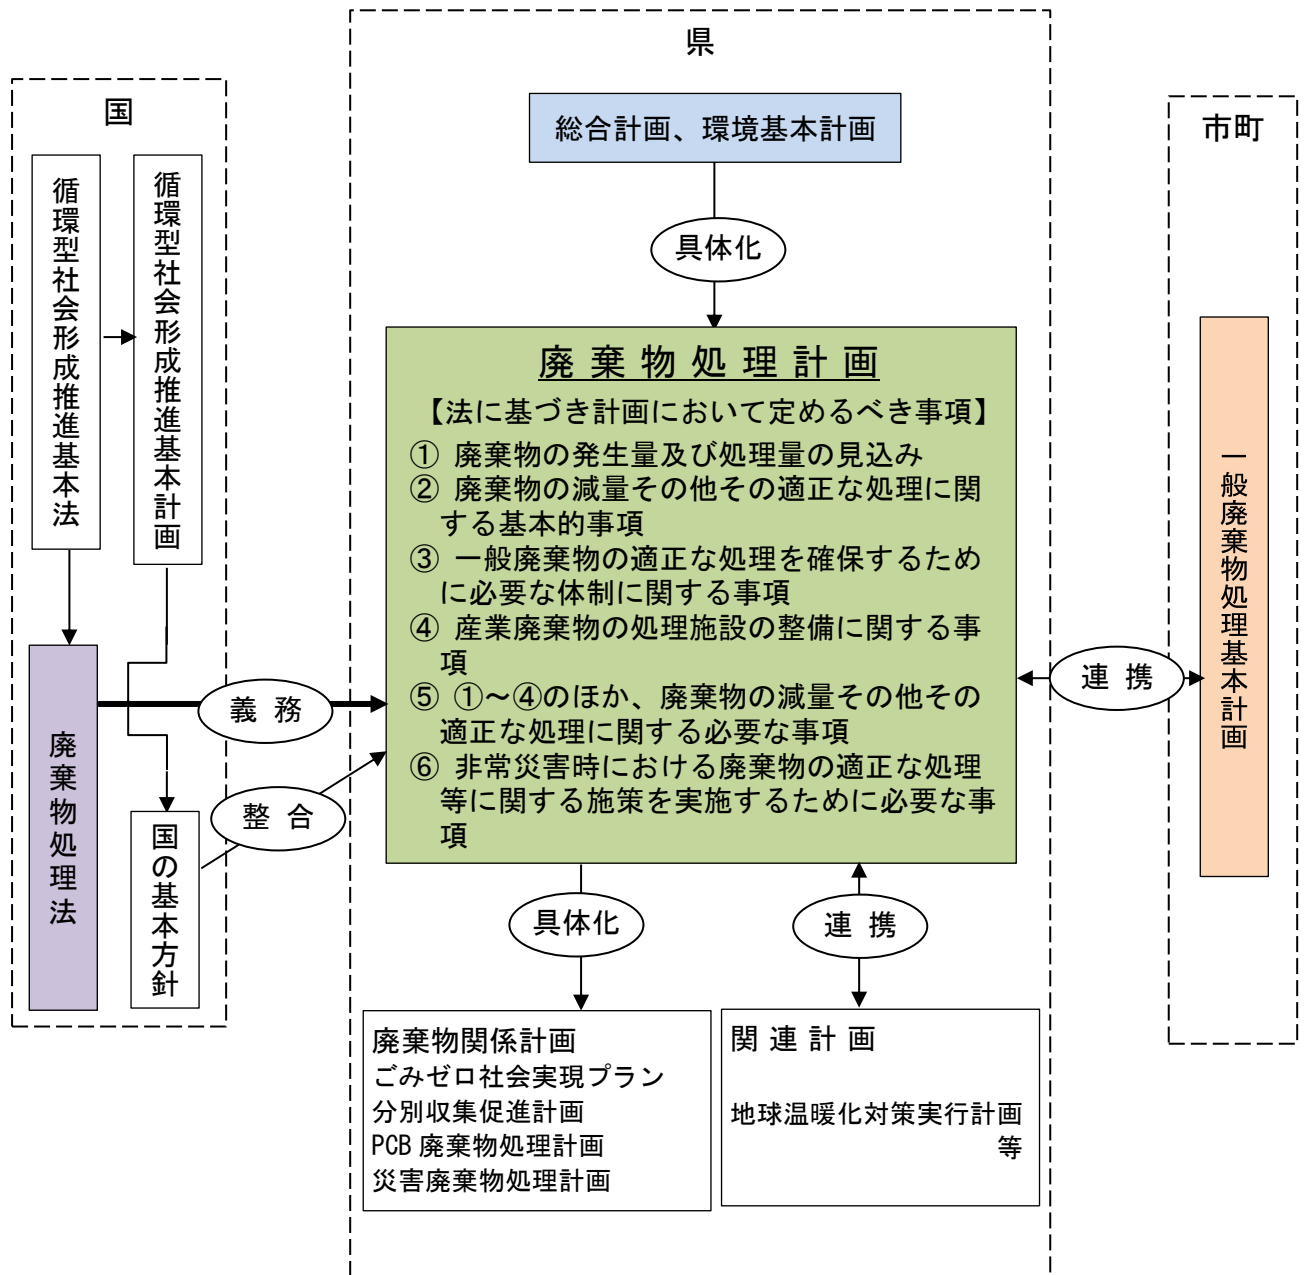 県
国
市町
総合計画、環境基本計画
循環型社会形成推進基本法
循環型社会形成推進基本計画
具体化
廃棄物処理計画
【法に基づき計画において定めるべき事項】
① 廃棄物の発生量及び処理量の見込み
② 廃棄物の減量その他その適正な処理に関
する基本的事項
③ 一般廃棄物の適正な処理を確保するため
に必要な体制に関する事項
④ 産業廃棄物の処理施設の整備に関する事
項
⑤ ①～④のほか、廃棄物の減量その他その
適正な処理に関する必要な事項
⑥ 非常災害時における廃棄物の適正な処理
等に関する施策を実施するために必要な事
項
一般廃棄物処理基本計画
連携
義務
整合
廃棄物処理法
国の基本方針
具体化
連携
廃棄物関係計画
ごみゼロ社会実現プラン
分別収集促進計画
PCB 廃棄物処理計画
災害廃棄物処理計画
関連計画
地球温暖化対策実行計画
等